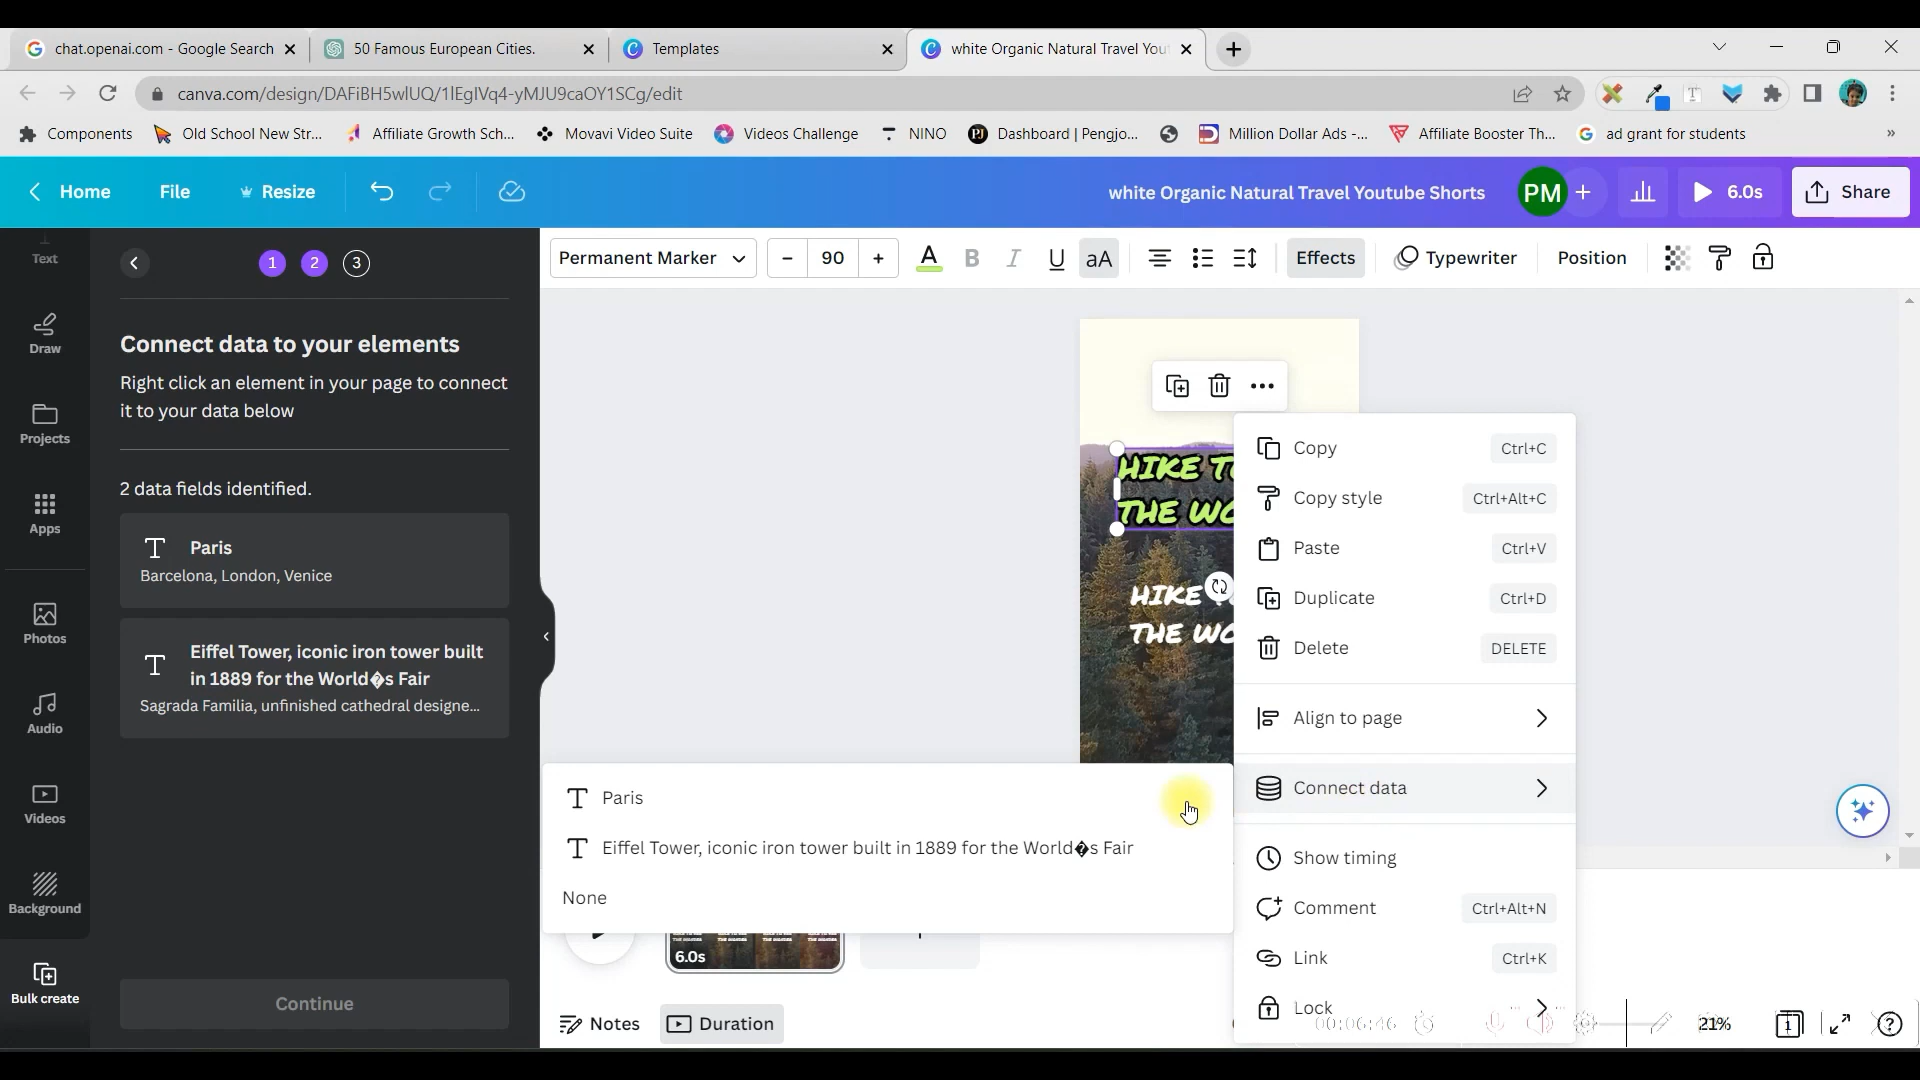 chat.openai.com - Google Search
50 Famous European Cities.
Templates
white Organic Natural Travel You
canva.com/design/DAFiBH5wlUQ/1lEglVq4-yMJU9caOY1SCg/edit
Components
Old School New Str...
Affiliate Growth Sch...
Movavi Video Suite
Videos Challenge
NINO
Dashboard | Pengjo...
Million Dollar Ads -...
Affiliate Booster Th...
ad grant for students
»
Home
File
Resize
white Organic Natural Travel Youtube Shorts
PM
6.0s
Share
Permanent Marker
90
A
B
I
U
aA
Effects
Typewriter
Position
Text
Draw
Projects
Apps
Photos
Audio
Videos
Background
Bulk create
1
2
3
Connect data to your elements
Right click an element in your page to connect
it to your data below
2 data fields identified.
Paris
Barcelona, London, Venice
Eiffel Tower, iconic iron tower built
in 1889 for the World�s Fair
Sagrada Familia, unfinished cathedral designe...
Continue
HIKE T
THE WO
HIKE
THE WO
Copy
Ctrl+C
Copy style
Ctrl+Alt+C
Paste
Ctrl+V
Duplicate
Ctrl+D
Delete
DELETE
Align to page
Connect data
Show timing
Comment
Ctrl+Alt+N
Link
Ctrl+K
Lock
Paris
Eiffel Tower, iconic iron tower built in 1889 for the World�s Fair
None
6.0s
Notes
Duration
00:06:46
21%
1